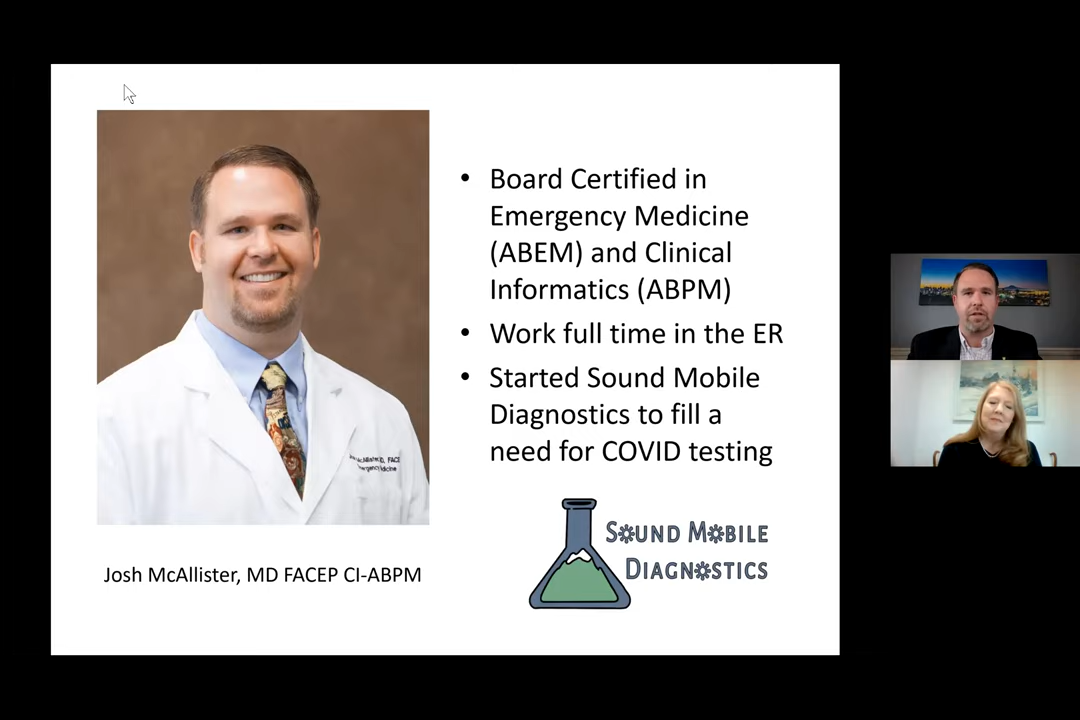 • Board Certified in
Emergency Medicine
(ABEM) and Clinical
Informatics (ABPM)
• Work full time in the ER
• Started Sound Mobile
Diagnostics to fill a
need for COVID testing
SOUND MOBILE
DIAGNOSTICS
McAllister
Josh McAllister, MD FACEP CI-ABPM